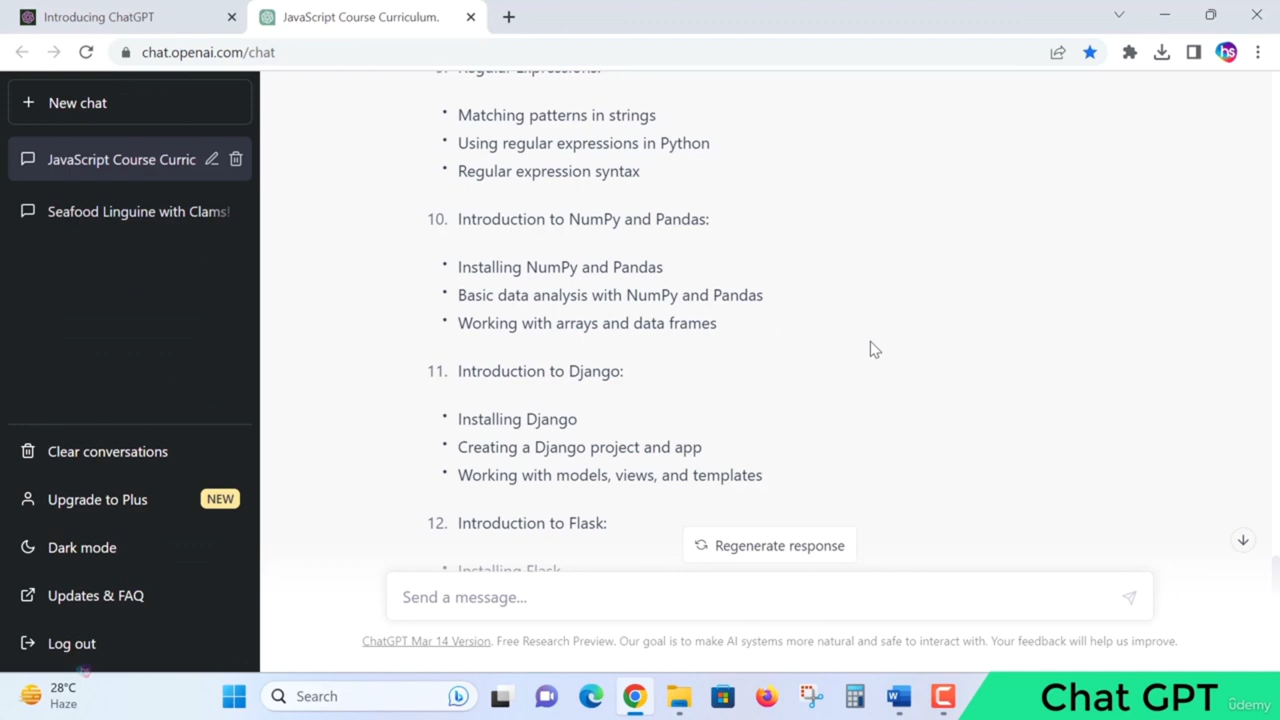 Introducing ChatGPT
JavaScript Course Curriculum.
chat.openai.com/chat
hs
New chat
JavaScript Course Curric
Seafood Linguine with Clams!
Clear conversations
Upgrade to Plus
NEW
Dark mode
Updates & FAQ
Log out
Regular Expressions:
• Matching patterns in strings
• Using regular expressions in Python
• Regular expression syntax
10. Introduction to NumPy and Pandas:
• Installing NumPy and Pandas
• Basic data analysis with NumPy and Pandas
• Working with arrays and data frames
11. Introduction to Django:
• Installing Django
• Creating a Django project and app
• Working with models, views, and templates
12. Introduction to Flask:
• Installing Flask
Regenerate response
Send a message...
ChatGPT Mar 14 Version. Free Research Preview. Our goal is to make AI systems more natural and safe to interact with. Your feedback will help us improve.
28°C
Haze
Search
Chat GPT
ûdemy